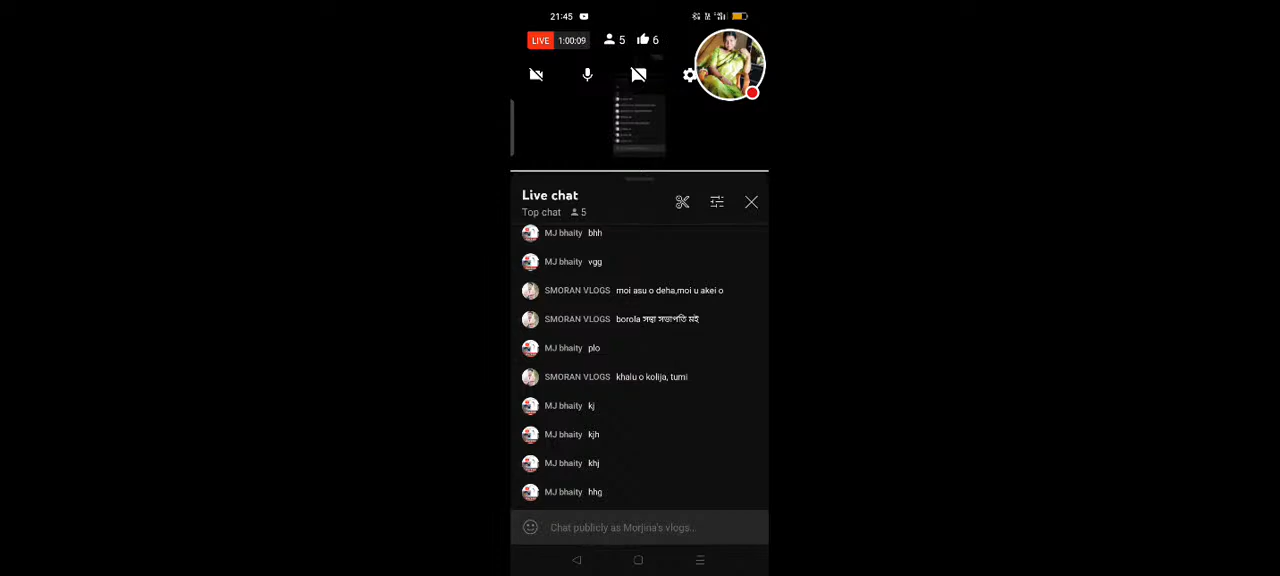 21:45
LIVE 1:00:09 5 6
Live chat
Top chat 5
MJ bhaity bhh
MJ bhaity vgg
SMORAN VLOGS moi asu o deha,moi u akei o
SMORAN VLOGS borola সন্থা সভাপতি মই
MJ bhaity plo
SMORAN VLOGS khalu o kolija, tumi
MJ bhaity kj
MJ bhaity kjh
MJ bhaity khj
MJ bhaity hhg
Chat publicly as Morjina's vlogs...